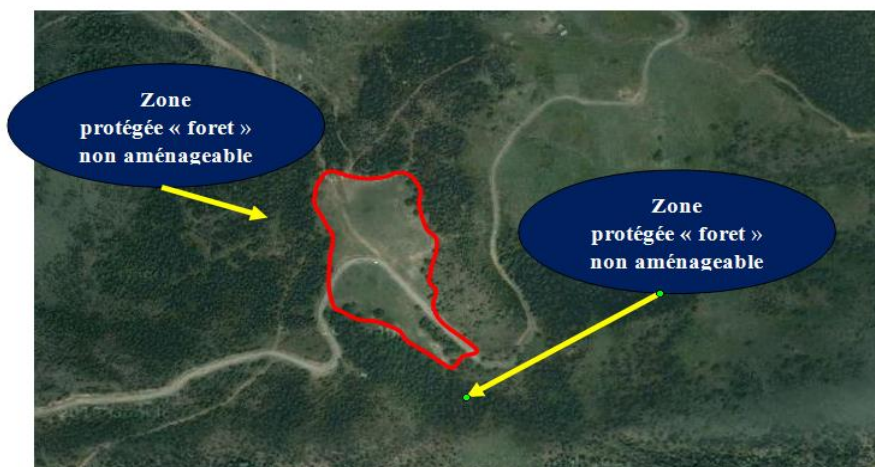 Zone
protégée « foret »
non aménageable
Zone
protégée « foret »
non aménageable